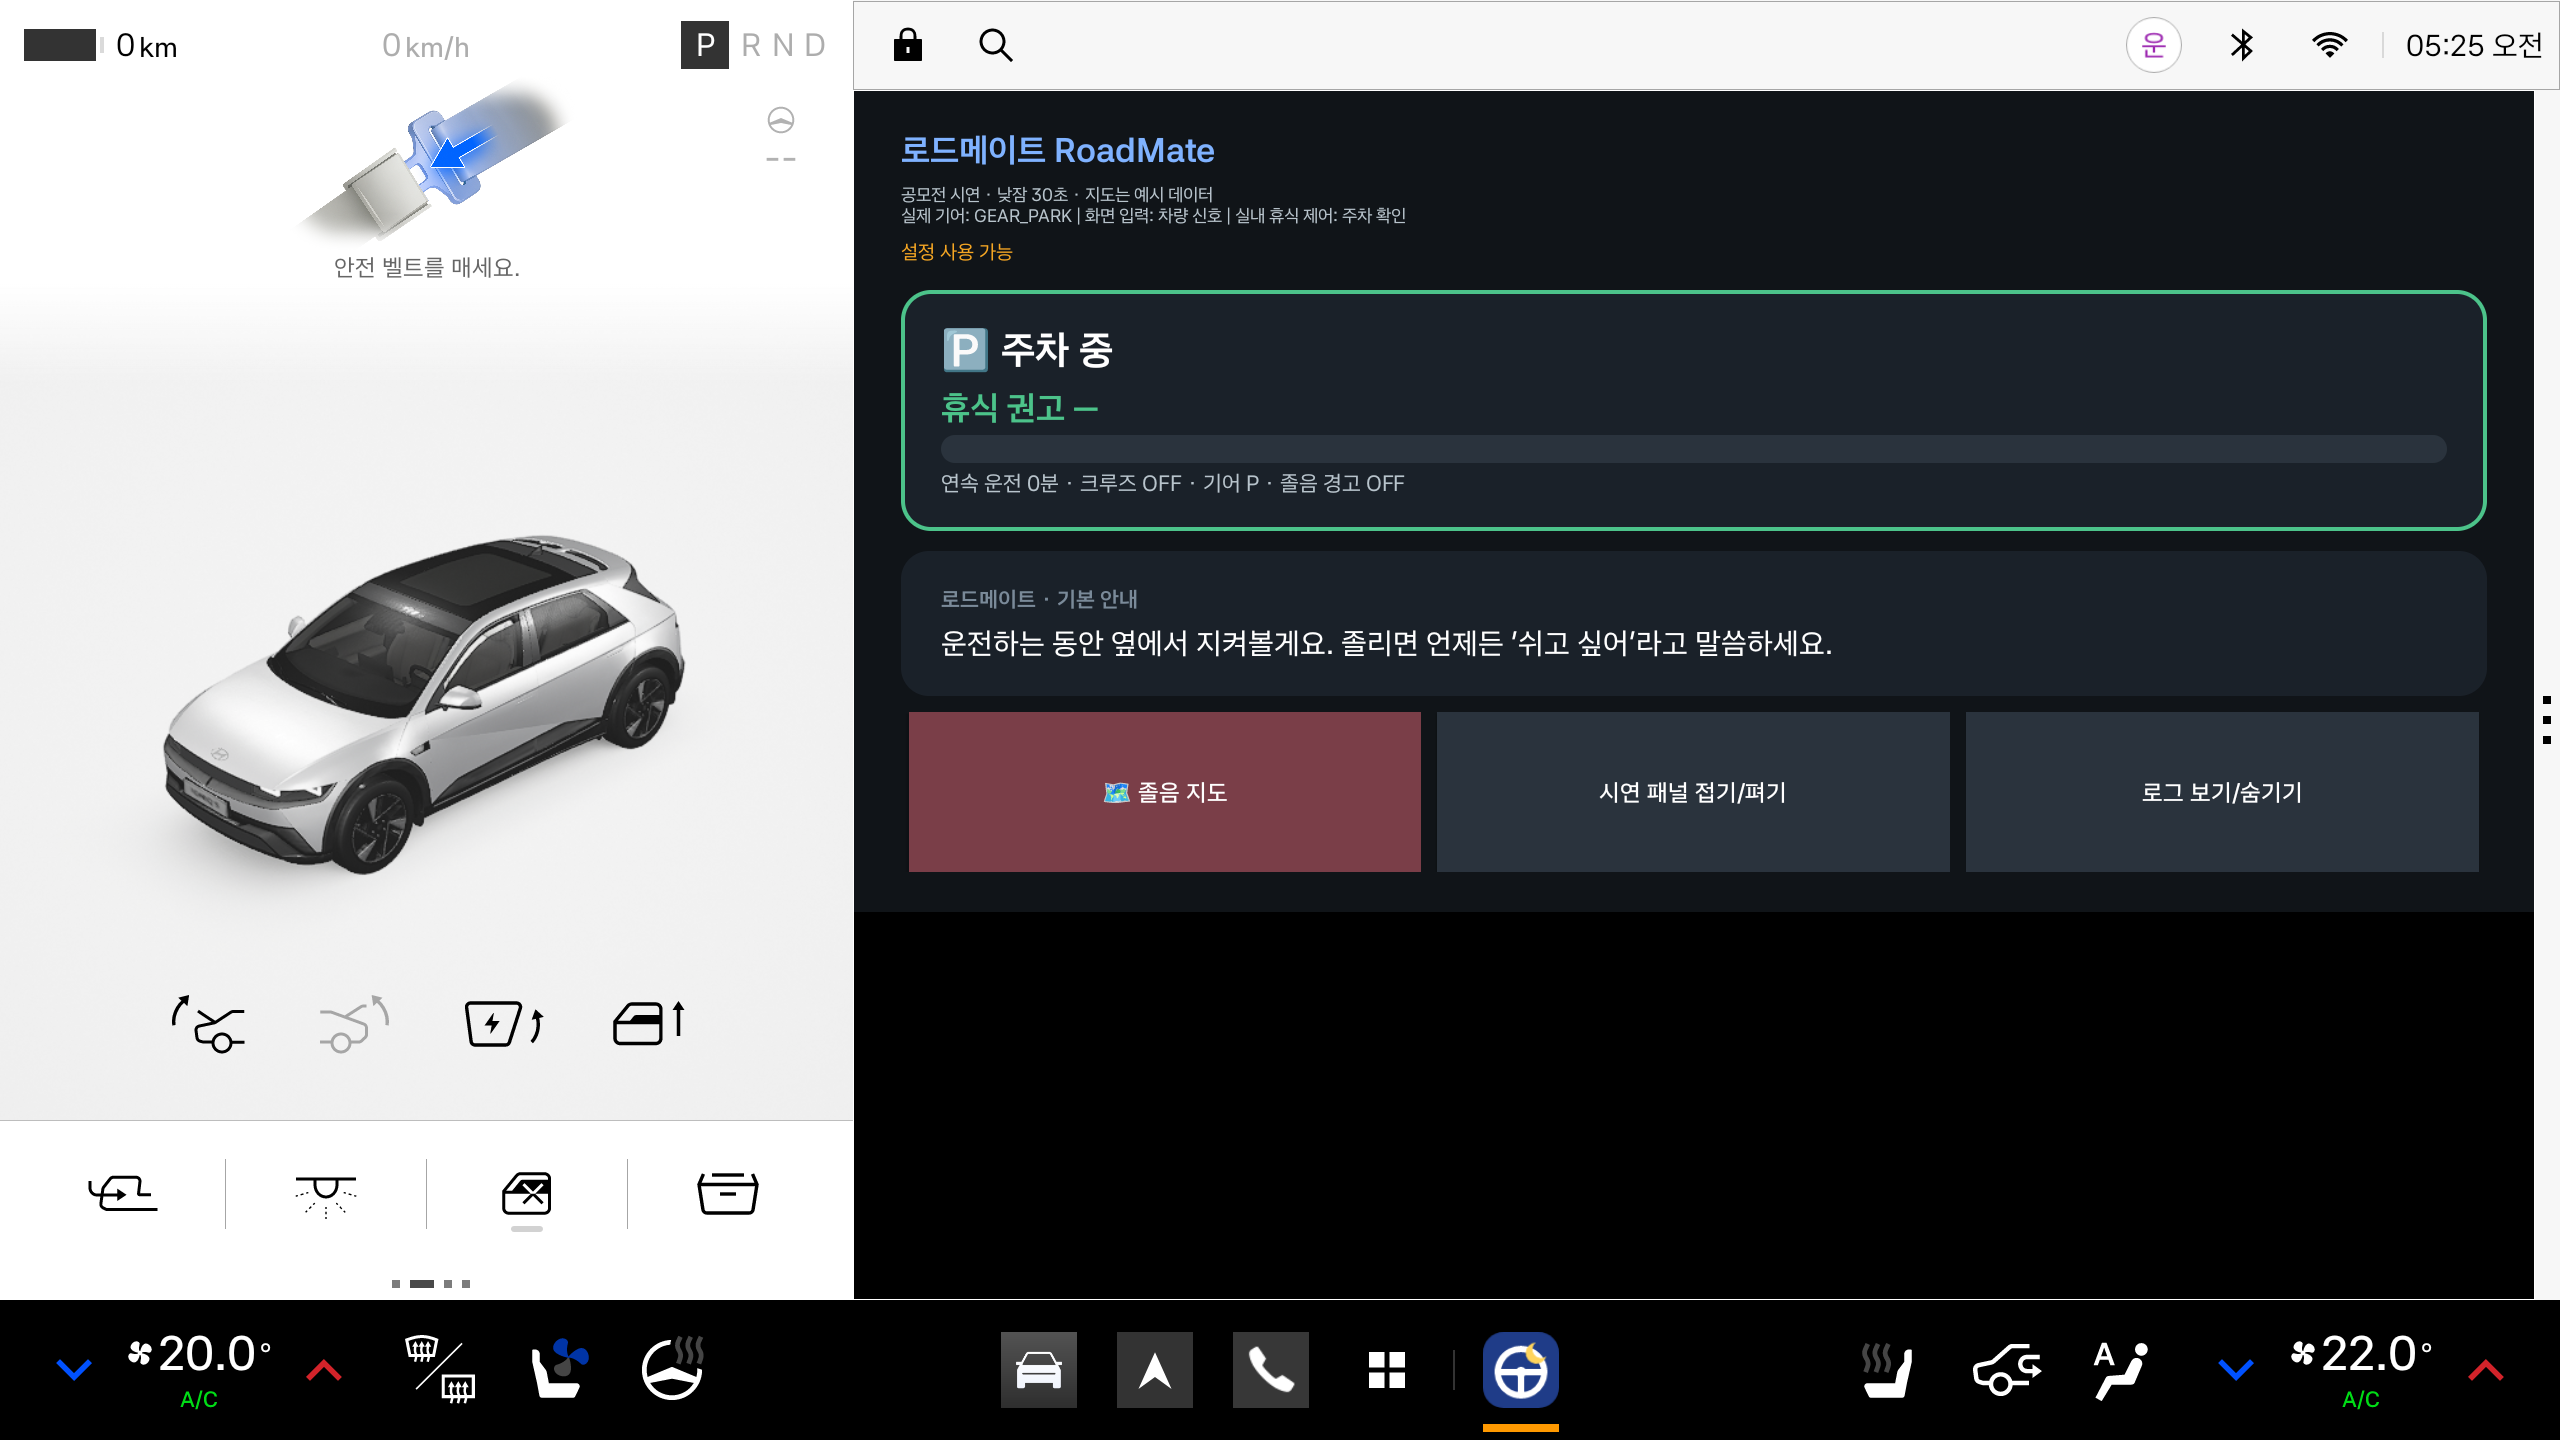 0 km
0 km/h
P R N D
안전 벨트를 매세요.
운
05:25 오전
로드메이트 RoadMate
공모전 시연 · 낮잠 30초 · 지도는 예시 데이터
실제 기어: GEAR_PARK | 화면 입력: 차량 신호 | 실내 휴식 제어: 주차 확인
설정 사용 가능
🅿️ 주차 중
휴식 권고 —
연속 운전 0분 · 크루즈 OFF · 기어 P · 졸음 경고 OFF
로드메이트 · 기본 안내
운전하는 동안 옆에서 지켜볼게요. 졸리면 언제든 '쉬고 싶어'라고 말씀하세요.
🗺️ 졸음 지도
시연 패널 접기/펴기
로그 보기/숨기기
20.0°
A/C
A
22.0°
A/C